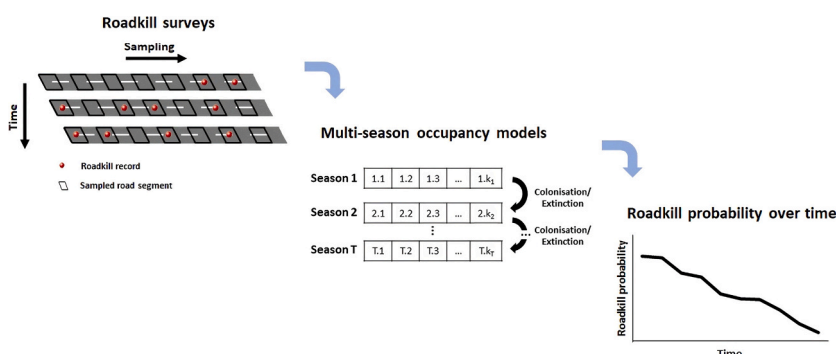 Roadkill surveys
Sampling
Time
Roadkill record
Sampled road segment
Multi-season occupancy models
Season 1 1.1 1.2 1.3 ... 1.k₁
Colonisation/
Extinction
Season 2 2.1 2.2 2.3 ... 2.k₂
⋮ ...
Colonisation/
Extinction
Season T T.1 T.2 T.3 ... T.kT
Roadkill probability over time
Roadkill probability
Time